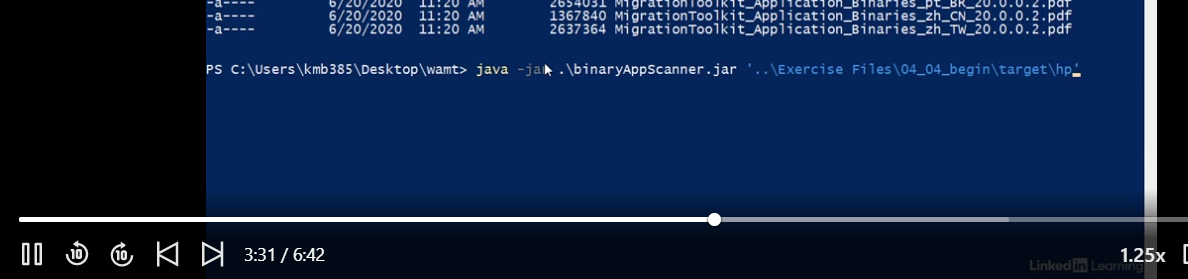 -a---- 6/20/2020 11:20 AM 2654031 MigrationToolkit_Application_Binaries_pt_BR_20.0.0.2.pdf
-a---- 6/20/2020 11:20 AM 1367840 MigrationToolkit_Application_Binaries_zh_CN_20.0.0.2.pdf
-a---- 6/20/2020 11:20 AM 2637364 MigrationToolkit_Application_Binaries_zh_TW_20.0.0.2.pdf
PS C:\Users\kmb385\Desktop\wamt> java -jar .\binaryAppScanner.jar '..\Exercise Files\04_04_begin\target\hp'
10 10 3:31 / 6:42 1.25x
Linked in Learning